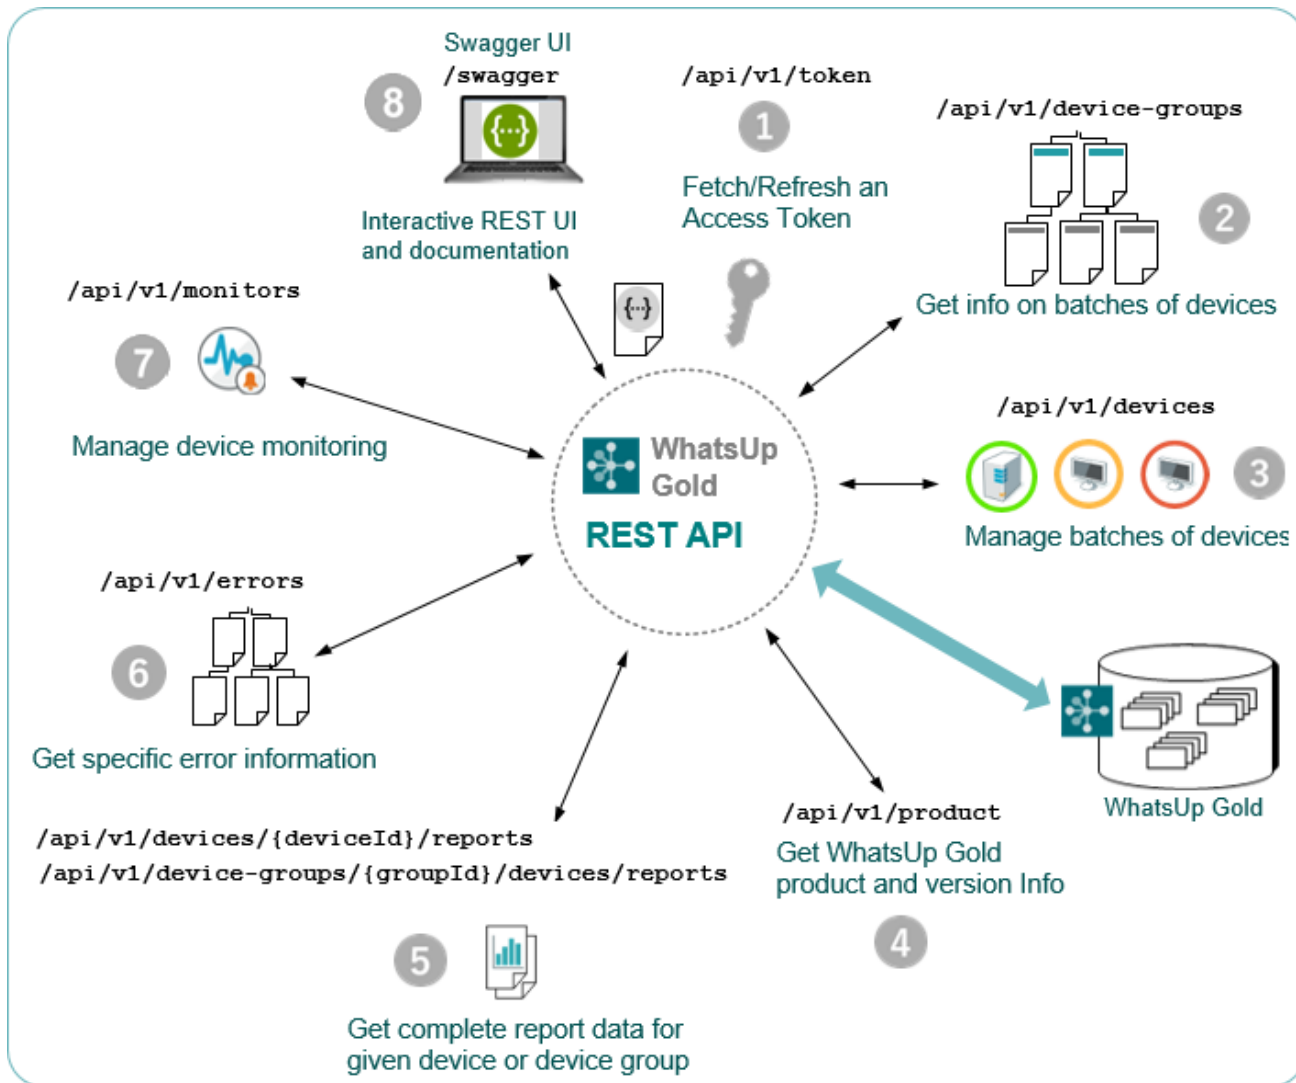 Swagger UI
/swagger
8
{···}
Interactive REST UI
and documentation
/api/v1/token
1
Fetch/Refresh an
Access Token
{···}
/api/v1/device-groups
2
Get info on batches of devices
/api/v1/monitors
7
Manage device monitoring
WhatsUp
Gold
REST API
/api/v1/devices
3
Manage batches of devices
/api/v1/errors
6
Get specific error information
WhatsUp Gold
/api/v1/product
Get WhatsUp Gold
product and version Info
4
/api/v1/devices/{deviceId}/reports
/api/v1/device-groups/{groupId}/devices/reports
5
Get complete report data for
given device or device group